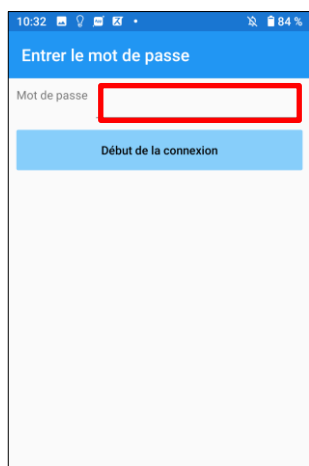 10:32 84 %
Entrer le mot de passe
Mot de passe
Début de la connexion